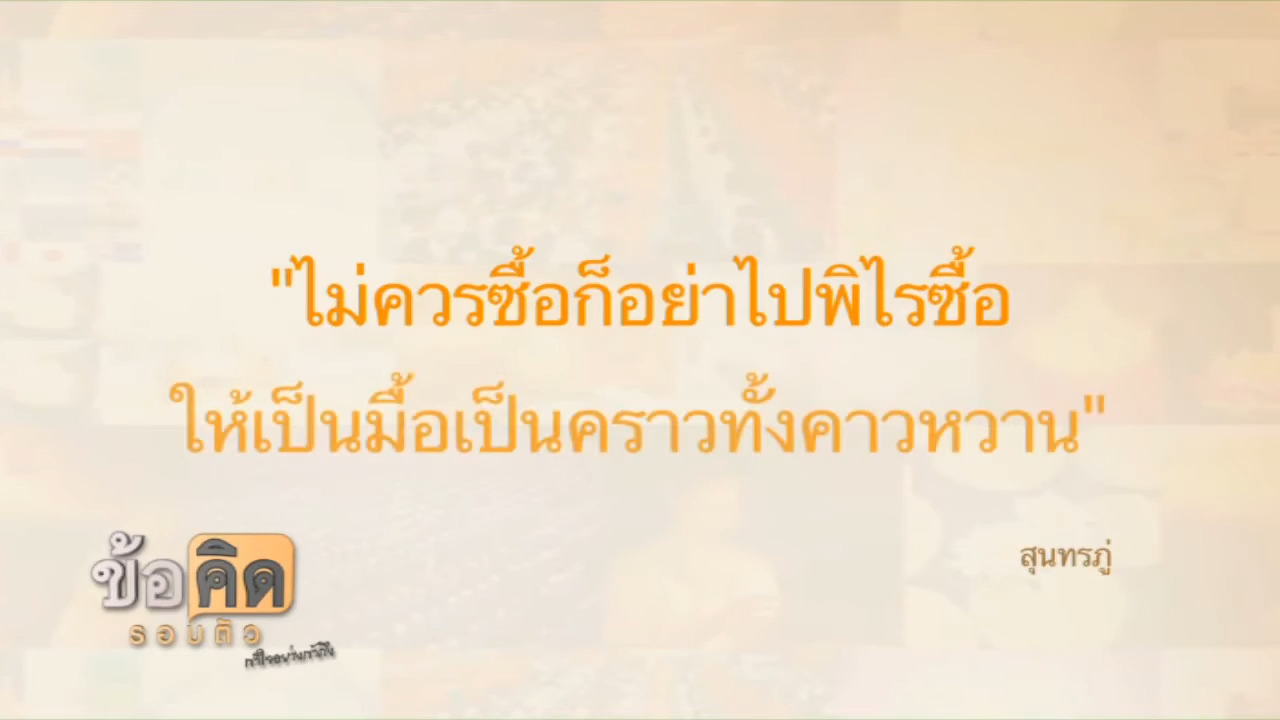 "ไม่ควรซื้อก็อย่าไปพิไรซื้อ
ให้เป็นมื้อเป็นคราวทั้งคาวหวาน"
สุนทรภู่
ข้อคิด
รอบตัว